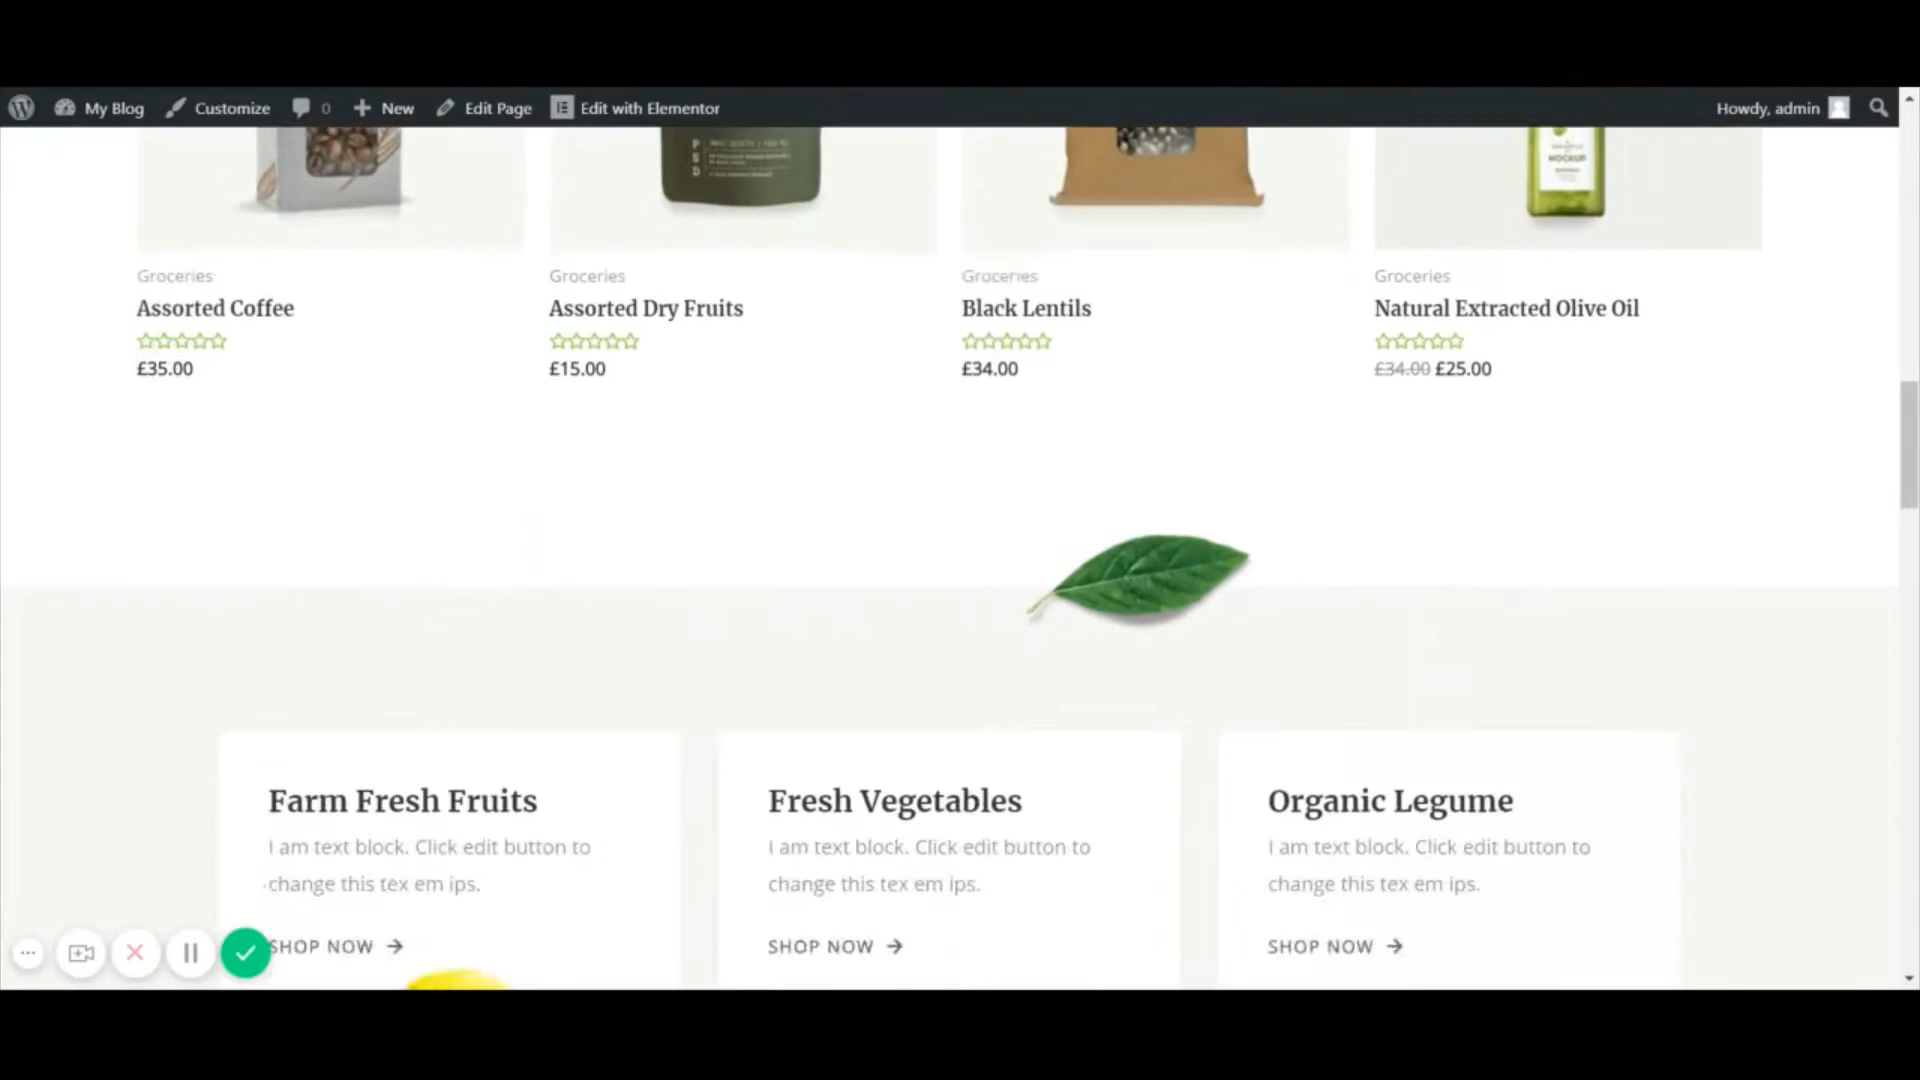 My Blog Customize 0 New Edit Page Edit with Elementor Howdy, admin
P
S
D
MOCKUP
Groceries Groceries Groceries Groceries
Assorted Coffee Assorted Dry Fruits Black Lentils Natural Extracted Olive Oil
£35.00 £15.00 £34.00 £34.00 £25.00
Farm Fresh Fruits Fresh Vegetables Organic Legume
I am text block. Click edit button to I am text block. Click edit button to I am text block. Click edit button to
change this tex em ips. change this tex em ips. change this tex em ips.
SHOP NOW → SHOP NOW → SHOP NOW →